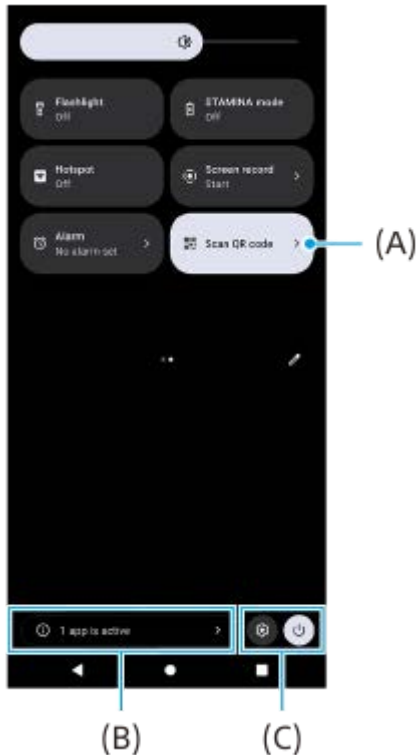 Flashlight
Off
STAMINA mode
Off
Hotspot
Off
Screen record
Start
Alarm
No alarm set
Scan QR code
(A)
1 app is active
(B)
(C)